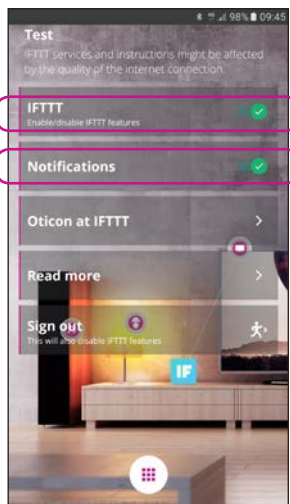 98% 09:45
Test
IFTTT services and instructions might be affected
by the quality of the internet connection.
IFTTT
Enable/disable IFTTT features
Notifications
Oticon at IFTTT
Read more
Sign out
This will also disable IFTTT features
IF